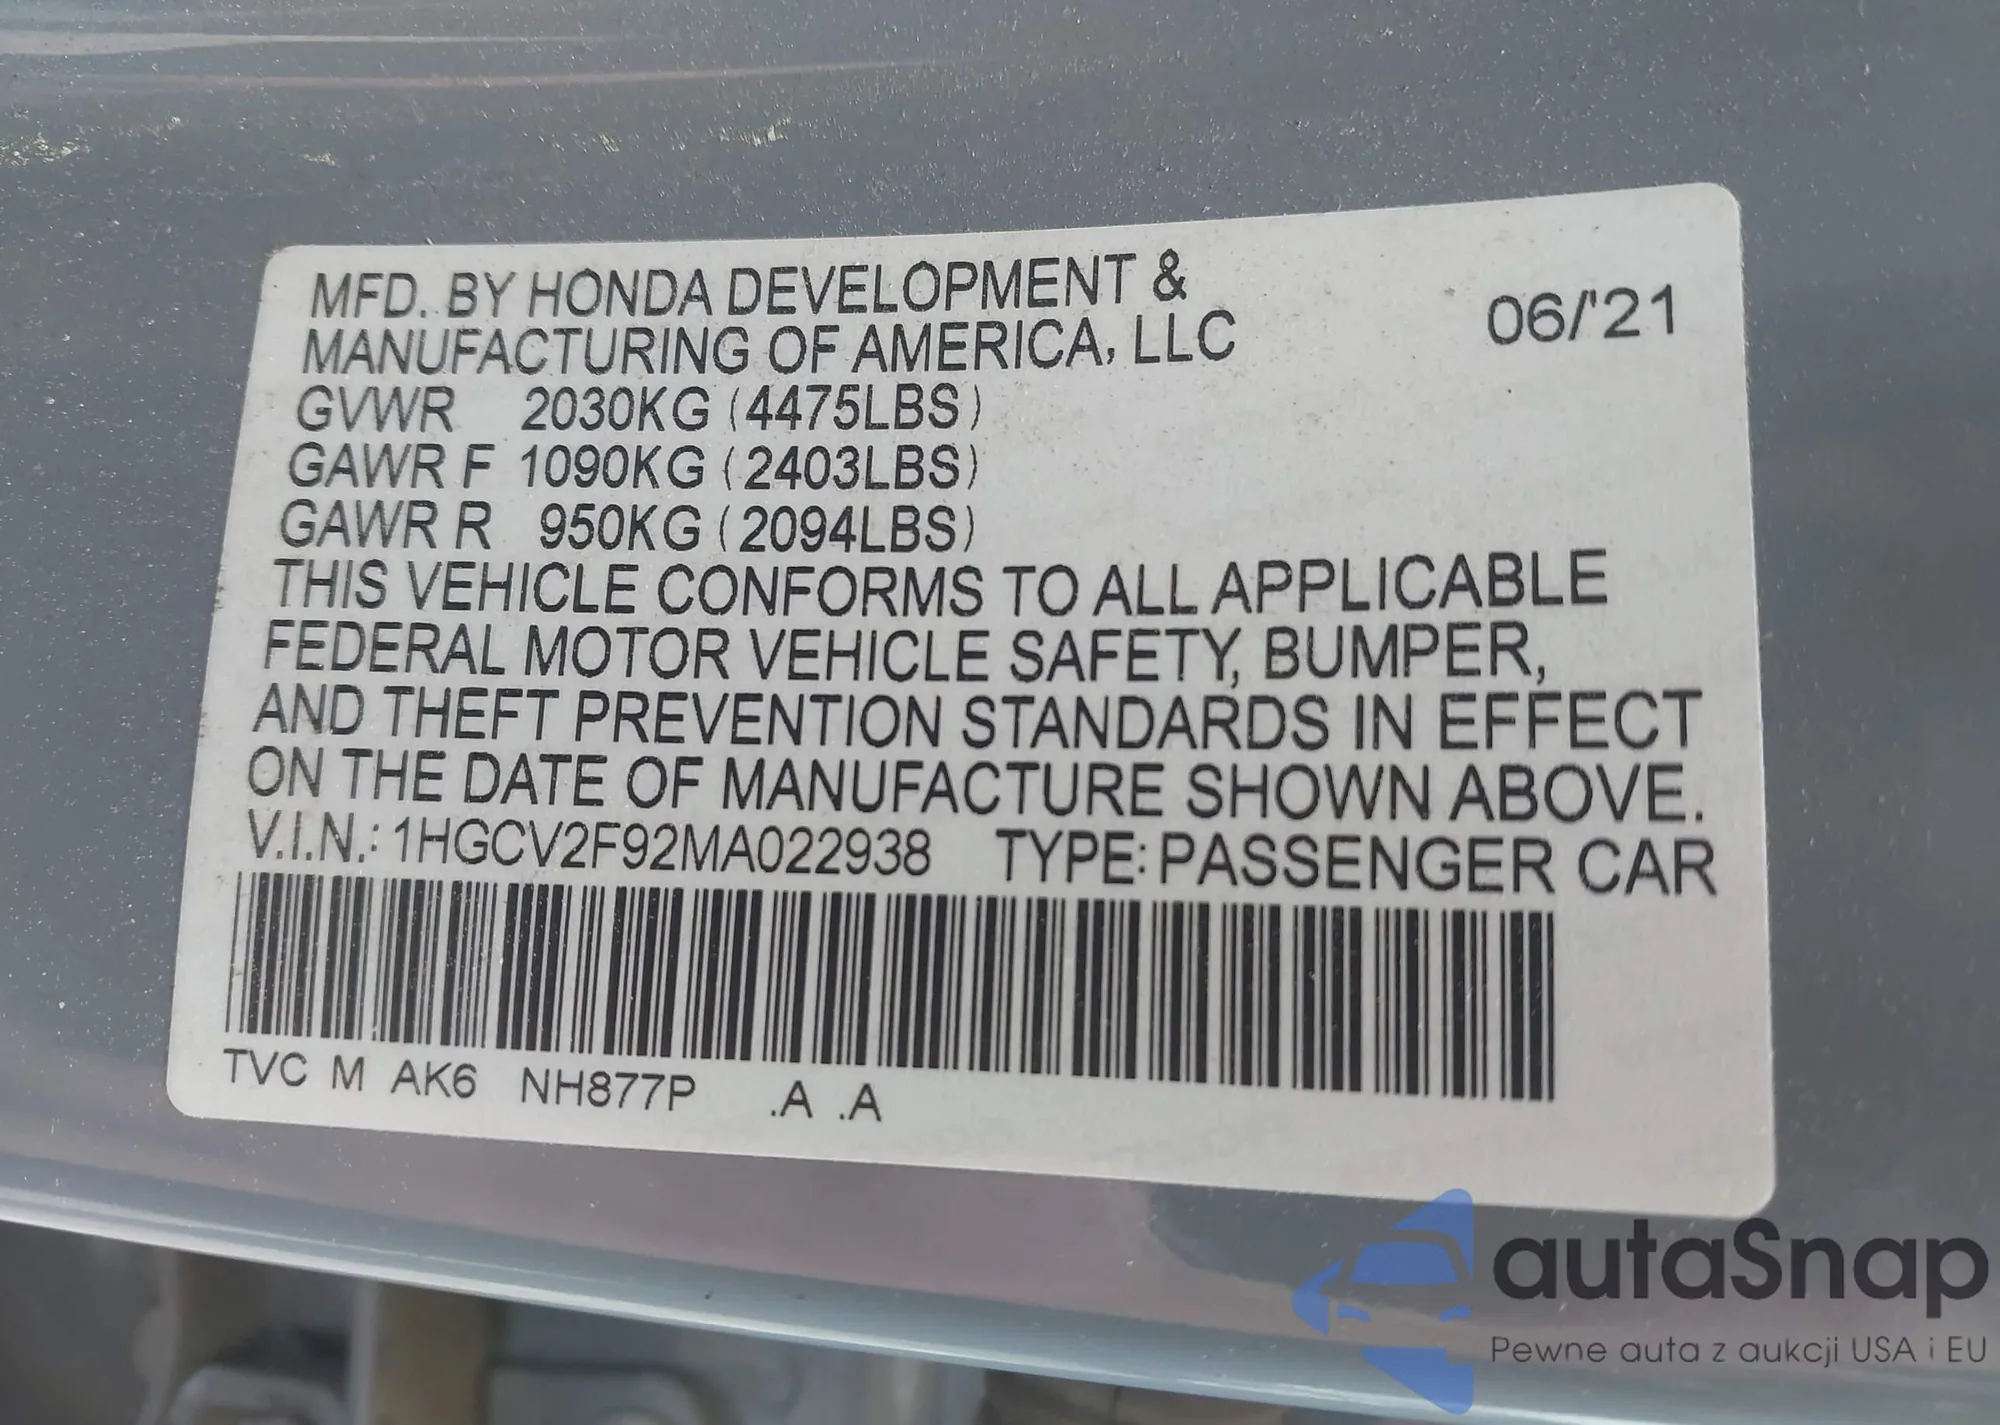 MFD. BY HONDA DEVELOPMENT &
MANUFACTURING OF AMERICA, LLC
06/'21
GVWR 2030KG (4475LBS)
GAWR F 1090KG (2403LBS)
GAWR R 950KG (2094LBS)
THIS VEHICLE CONFORMS TO ALL APPLICABLE
FEDERAL MOTOR VEHICLE SAFETY, BUMPER,
AND THEFT PREVENTION STANDARDS IN EFFECT
ON THE DATE OF MANUFACTURE SHOWN ABOVE.
V.I.N.: 1HGCV2F92MA022938 TYPE: PASSENGER CAR
TVC M AK6 NH877P .A .A
autaSnap
Pewne auta z aukcji USA i EU